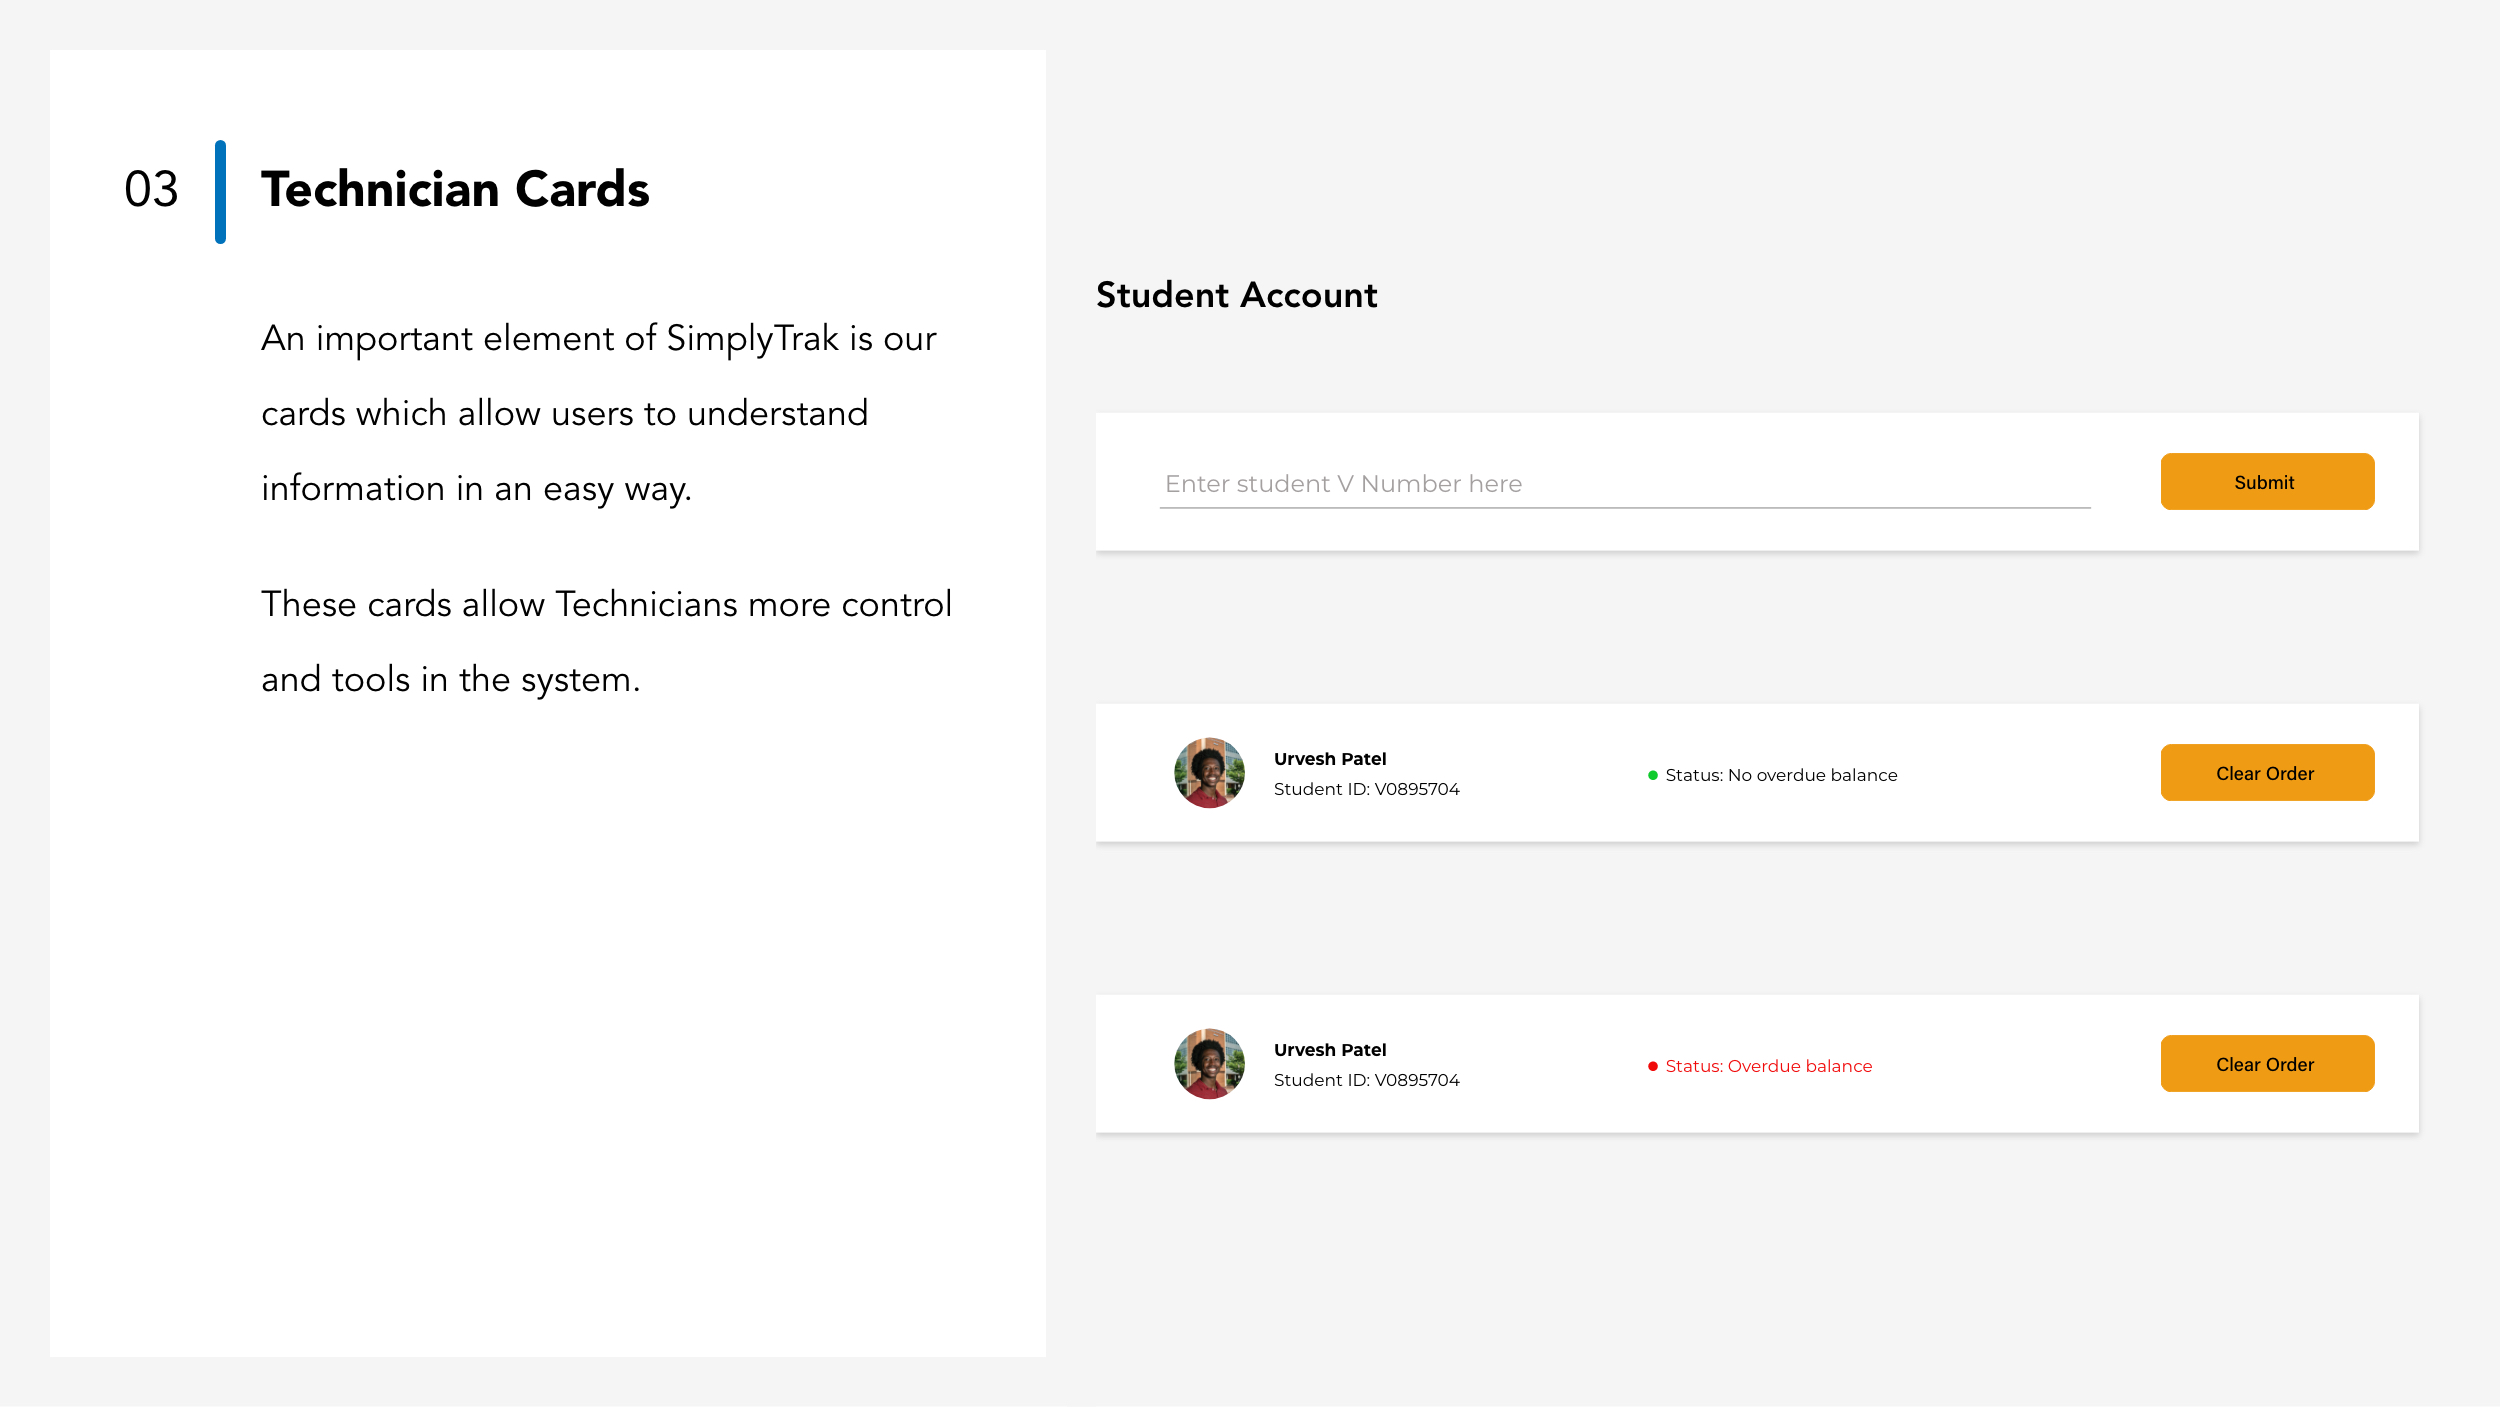 03
Technician Cards
An important element of SimplyTrak is our
cards which allow users to understand
information in an easy way.
These cards allow Technicians more control
and tools in the system.
Student Account
Enter student V Number here
Submit
Urvesh Patel
Student ID: V0895704
Status: No overdue balance
Clear Order
Urvesh Patel
Student ID: V0895704
Status: Overdue balance
Clear Order